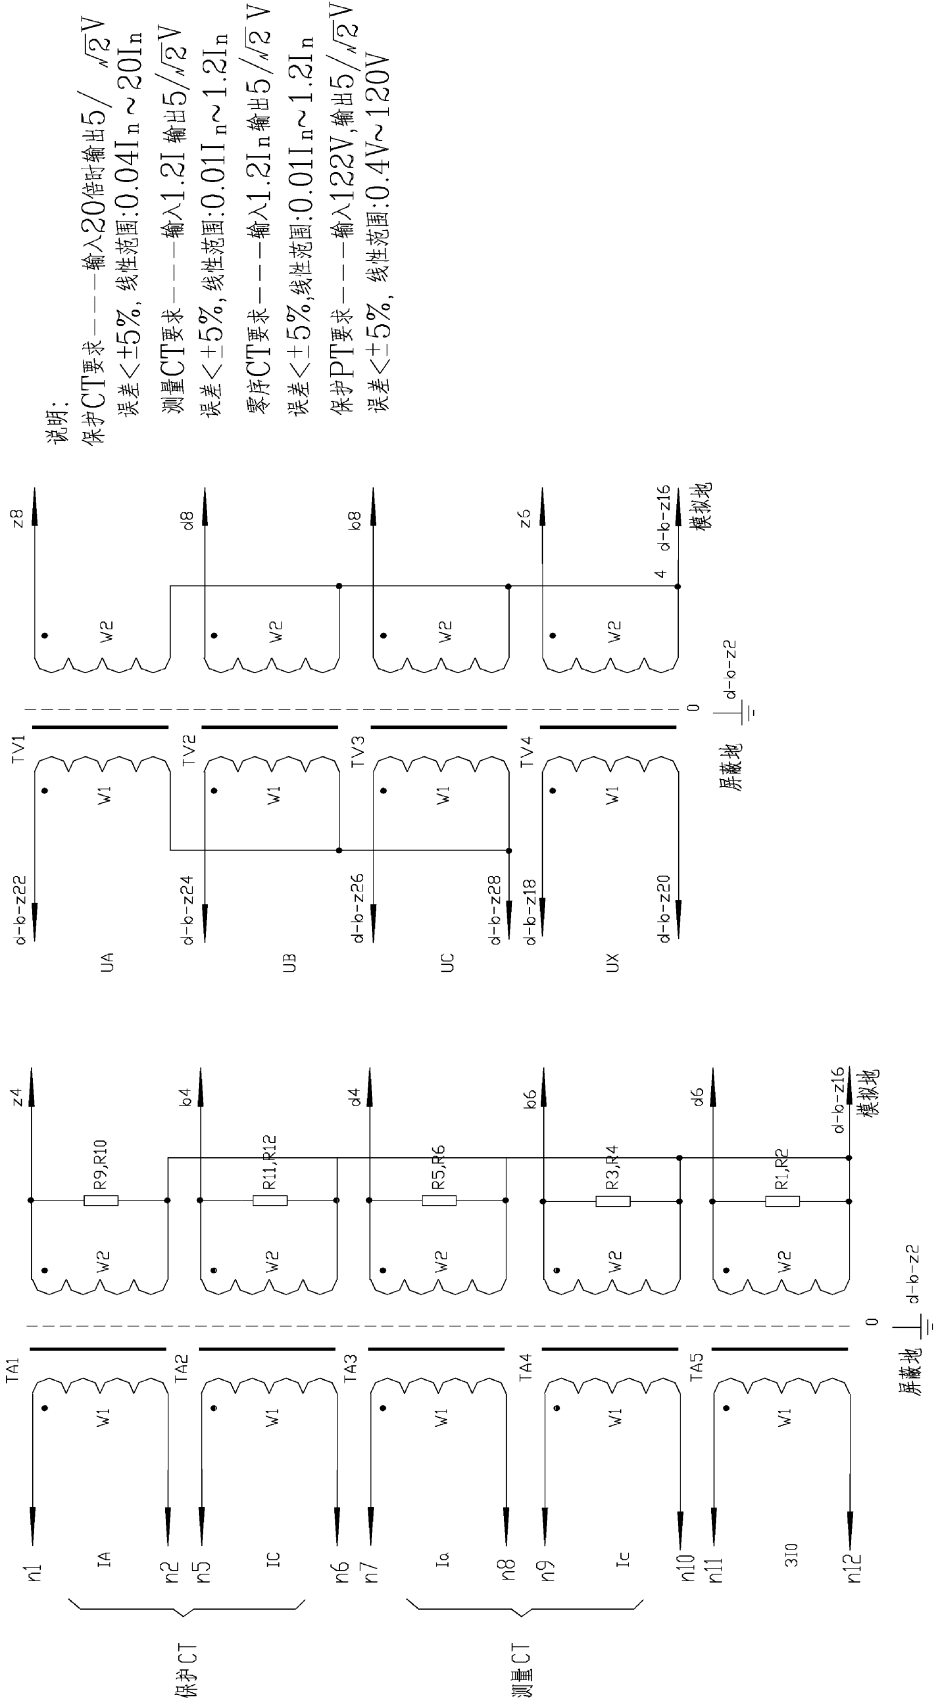 说明:
保护CT要求———输入20倍时输出5/√2V
误差<±5%, 线性范围:0.04In~20In
测量CT要求———输入1.2I 输出5/√2V
误差<±5%, 线性范围:0.01In~1.2In
零序CT要求———输入1.2In 输出5/√2 V
误差<±5%,线性范围:0.01In~1.2In
保护PT要求———输入122V,输出5/√2V
误差<±5%, 线性范围:0.4V~120V
保护CT
测量CT
n1
IA
n2
n5
IC
n6
n7
Ia
n8
n9
Ic
n10
n11
3I0
n12
TA1
W1
W2
R9,R10
z4
TA2
W1
W2
R11,R12
b4
TA3
W1
W2
R5,R6
d4
TA4
W1
W2
R3,R4
b6
TA5
W1
W2
R1,R2
d6
d-b-z16
模拟地
0
屏蔽地
d-b-z2
d-b-z22
UA
TV1
W1
W2
z8
d-b-z24
UB
TV2
W1
W2
d8
d-b-z26
UC
TV3
W1
W2
b8
d-b-z28
d-b-z18
UX
TV4
W1
W2
z6
d-b-z20
4
d-b-z16
模拟地
0
屏蔽地
d-b-z2